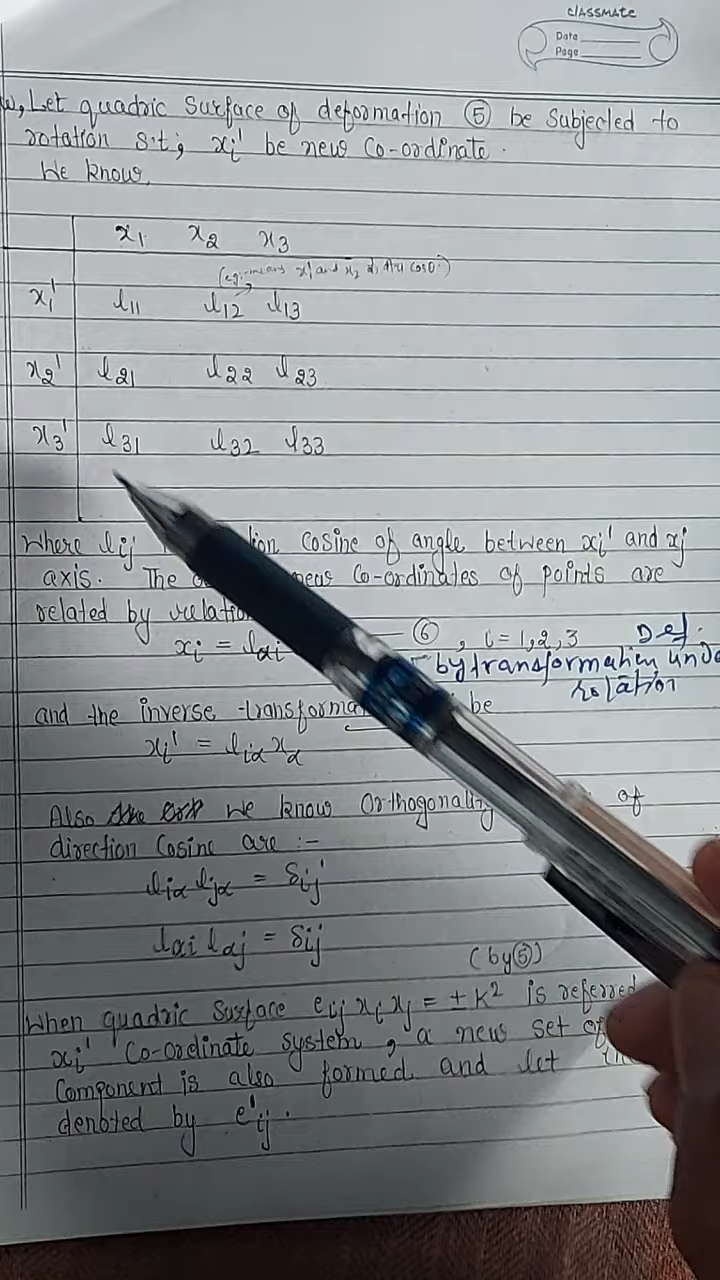 CLASSMATE
Date
Page
w, Let quadric surface of deformation ⑤ be subjected to
rotation s.t; xᵢ' be new co-ordinate.
We know,
x₁ x₂ x₃
x₁' l₁₁ l₁₂ l₁₃
x₂' l₂₁ l₂₂ l₂₃
x₃' l₃₁ l₃₂ l₃₃
Where lᵢⱼ cosine of angle between xᵢ' and xⱼ
axis. The co-ordinates of points are
related by
xᵢ = lαᵢ — ⑥, i = 1,2,3 Def.
by transformation unde
rotation
and the inverse be
xᵢ' = lᵢα xα
Also we know of
direction cosine are :-
lᵢα lⱼα = δᵢⱼ
lαᵢ lαⱼ = δᵢⱼ
(by⑤)
When quadric surface eᵢⱼ xᵢ xⱼ = ± K² is referred
xᵢ' co-ordinate system, a new set of
component is also formed and let
denoted by e'ᵢⱼ.